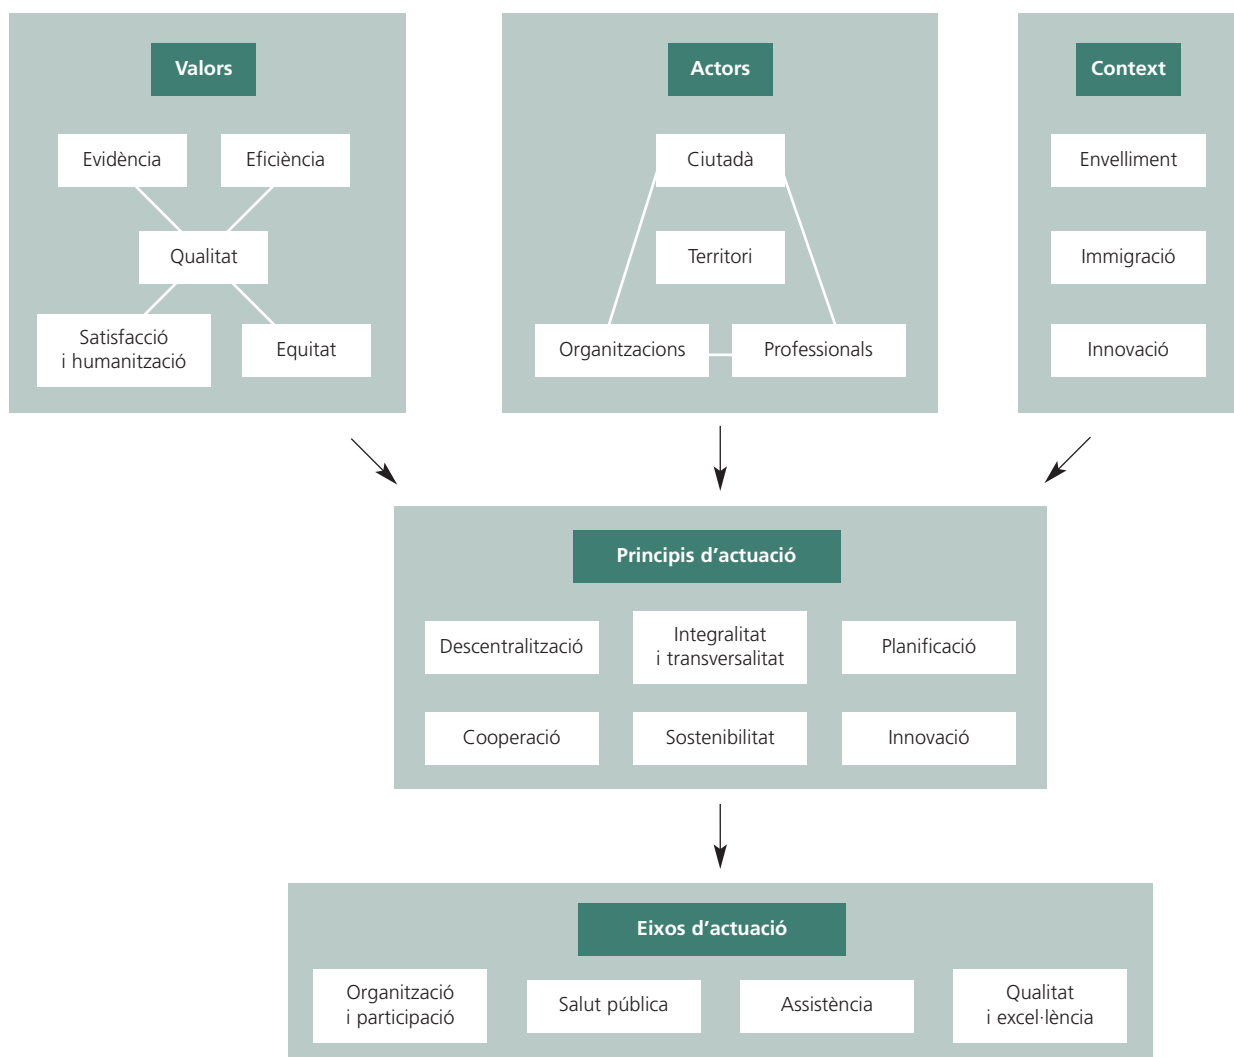 Valors
Evidència
Eficiència
Qualitat
Satisfacció
i humanització
Equitat
Actors
Ciutadà
Territori
Organitzacions
Professionals
Context
Envelliment
Immigració
Innovació
Principis d’actuació
Descentralització
Integralitat
i transversalitat
Planificació
Cooperació
Sostenibilitat
Innovació
Eixos d’actuació
Organització
i participació
Salut pública
Assistència
Qualitat
i excel·lència